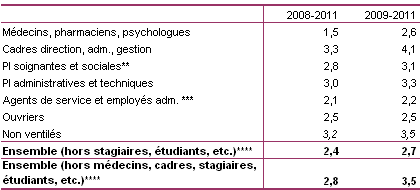 2008-2011 2009-2011
Médecins, pharmaciens, psychologues 1,5 2,6
Cadres direction, adm., gestion 3,3 4,1
PI soignantes et sociales** 2,8 3,1
PI administratives et techniques 3,0 3,3
Agents de service et employés adm. *** 2,1 2,2
Ouvriers 2,5 2,5
Non ventilés 3,2 3,5
Ensemble (hors stagiaires, étudiants, etc.)**** 2,4 2,7
Ensemble (hors médecins, cadres, stagiaires,
étudiants, etc.)**** 2,8 3,5